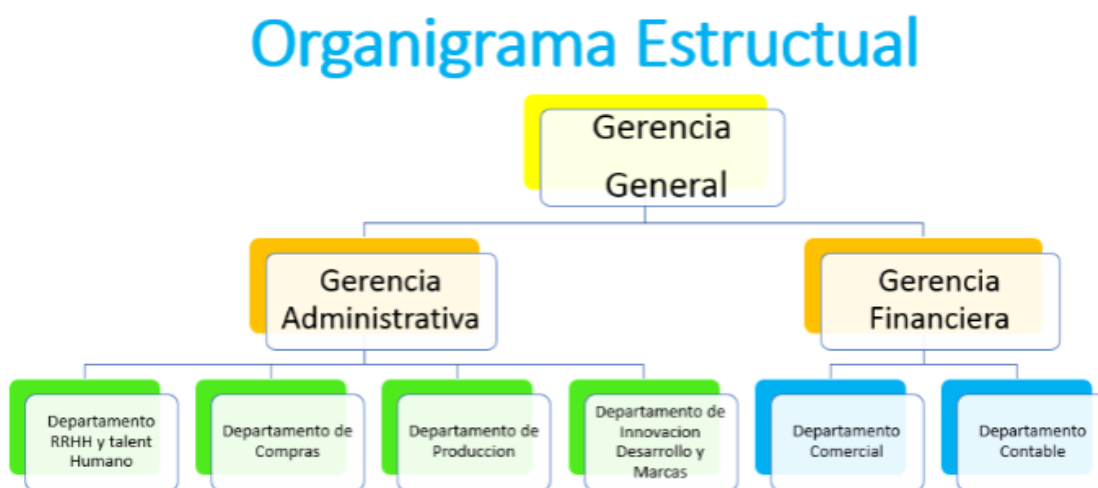 Organigrama Estructual
Gerencia
General
Gerencia
Administrativa
Gerencia
Financiera
Departamento
RRHH y talent
Humano
Departamento de
Compras
Departamento de
Produccion
Departamento de
Innovacion
Desarrollo y
Marcas
Departamento
Comercial
Departamento
Contable